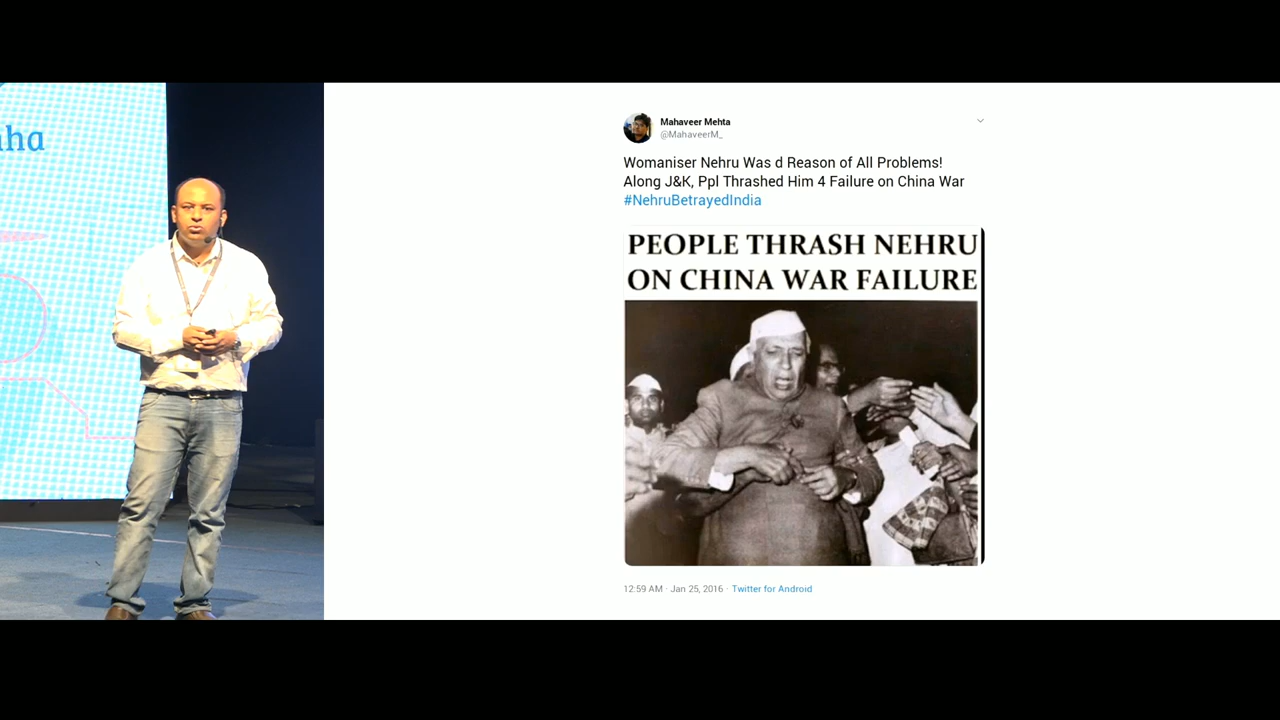 ha
Mahaveer Mehta
@MahaveerM_
Womaniser Nehru Was d Reason of All Problems!
Along J&K, Ppl Thrashed Him 4 Failure on China War
#NehruBetrayedIndia
PEOPLE THRASH NEHRU
ON CHINA WAR FAILURE
12:59 AM · Jan 25, 2016 · Twitter for Android